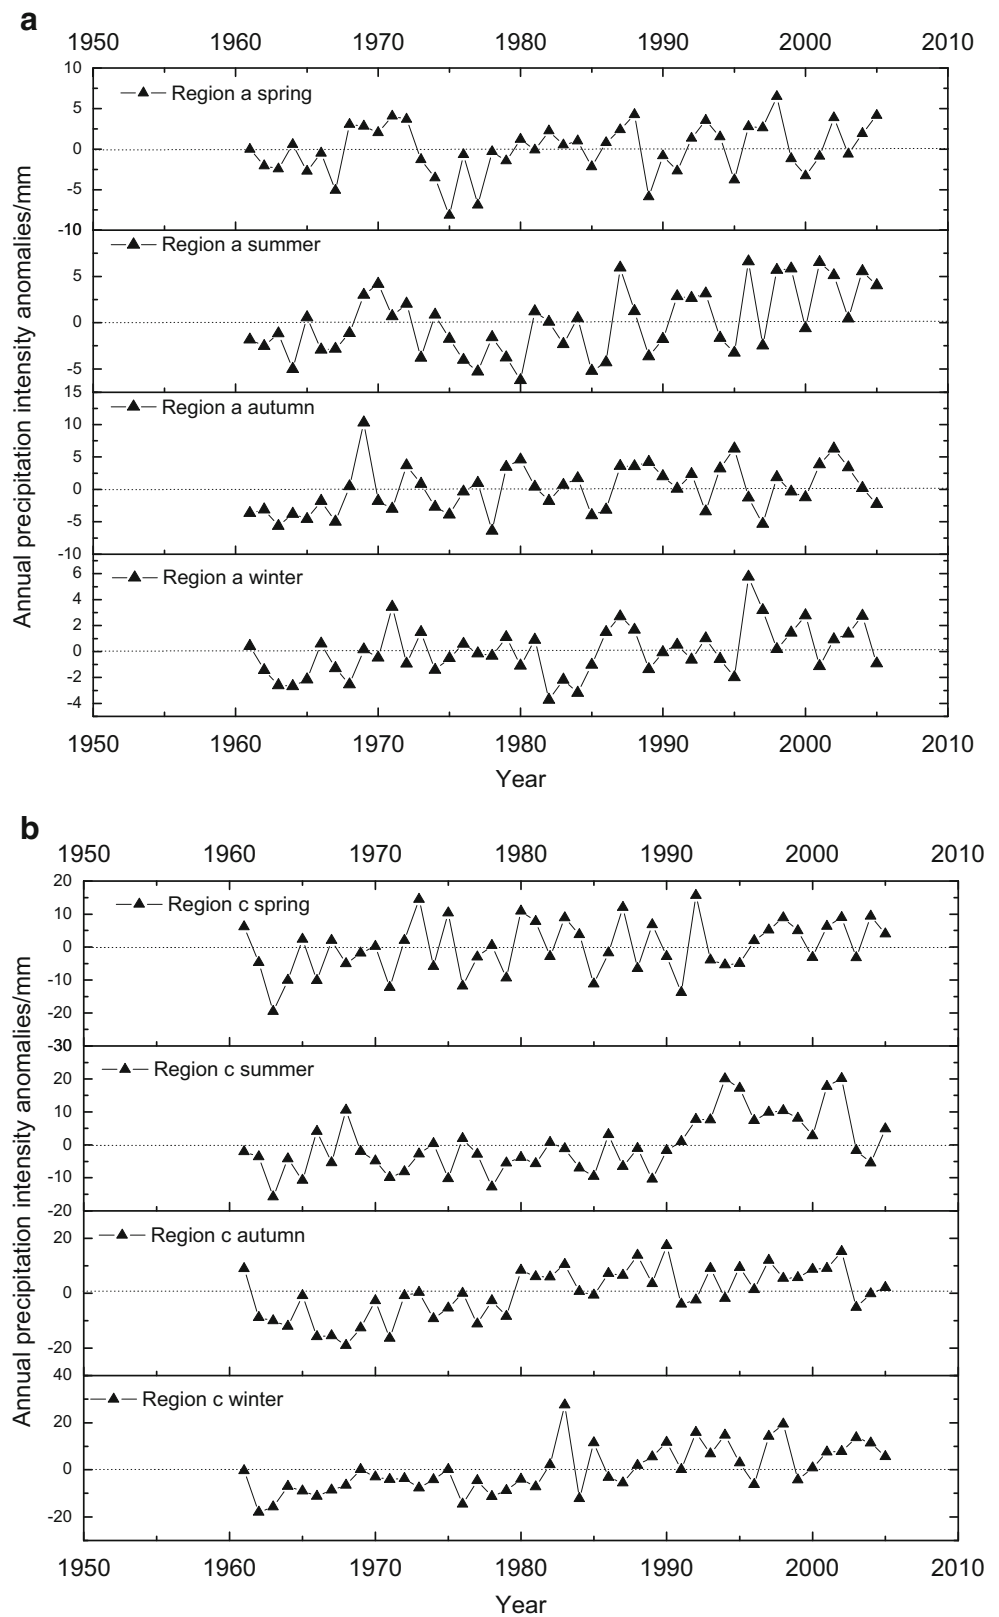 a
1950 1960 1970 1980 1990 2000 2010
Annual precipitation intensity anomalies/mm
10
Region a spring
5
0
-5
-10
Region a summer
5
0
-5
15
Region a autumn
10
5
0
-5
-10
6
Region a winter
4
2
0
-2
-4
1950 1960 1970 1980 1990 2000 2010
Year
b
1950 1960 1970 1980 1990 2000 2010
Annual precipitation intensity anomalies/mm
20
Region c spring
10
0
-10
-20
-30
Region c summer
20
10
0
-10
-20
Region c autumn
20
0
-20
40
Region c winter
20
0
-20
1950 1960 1970 1980 1990 2000 2010
Year